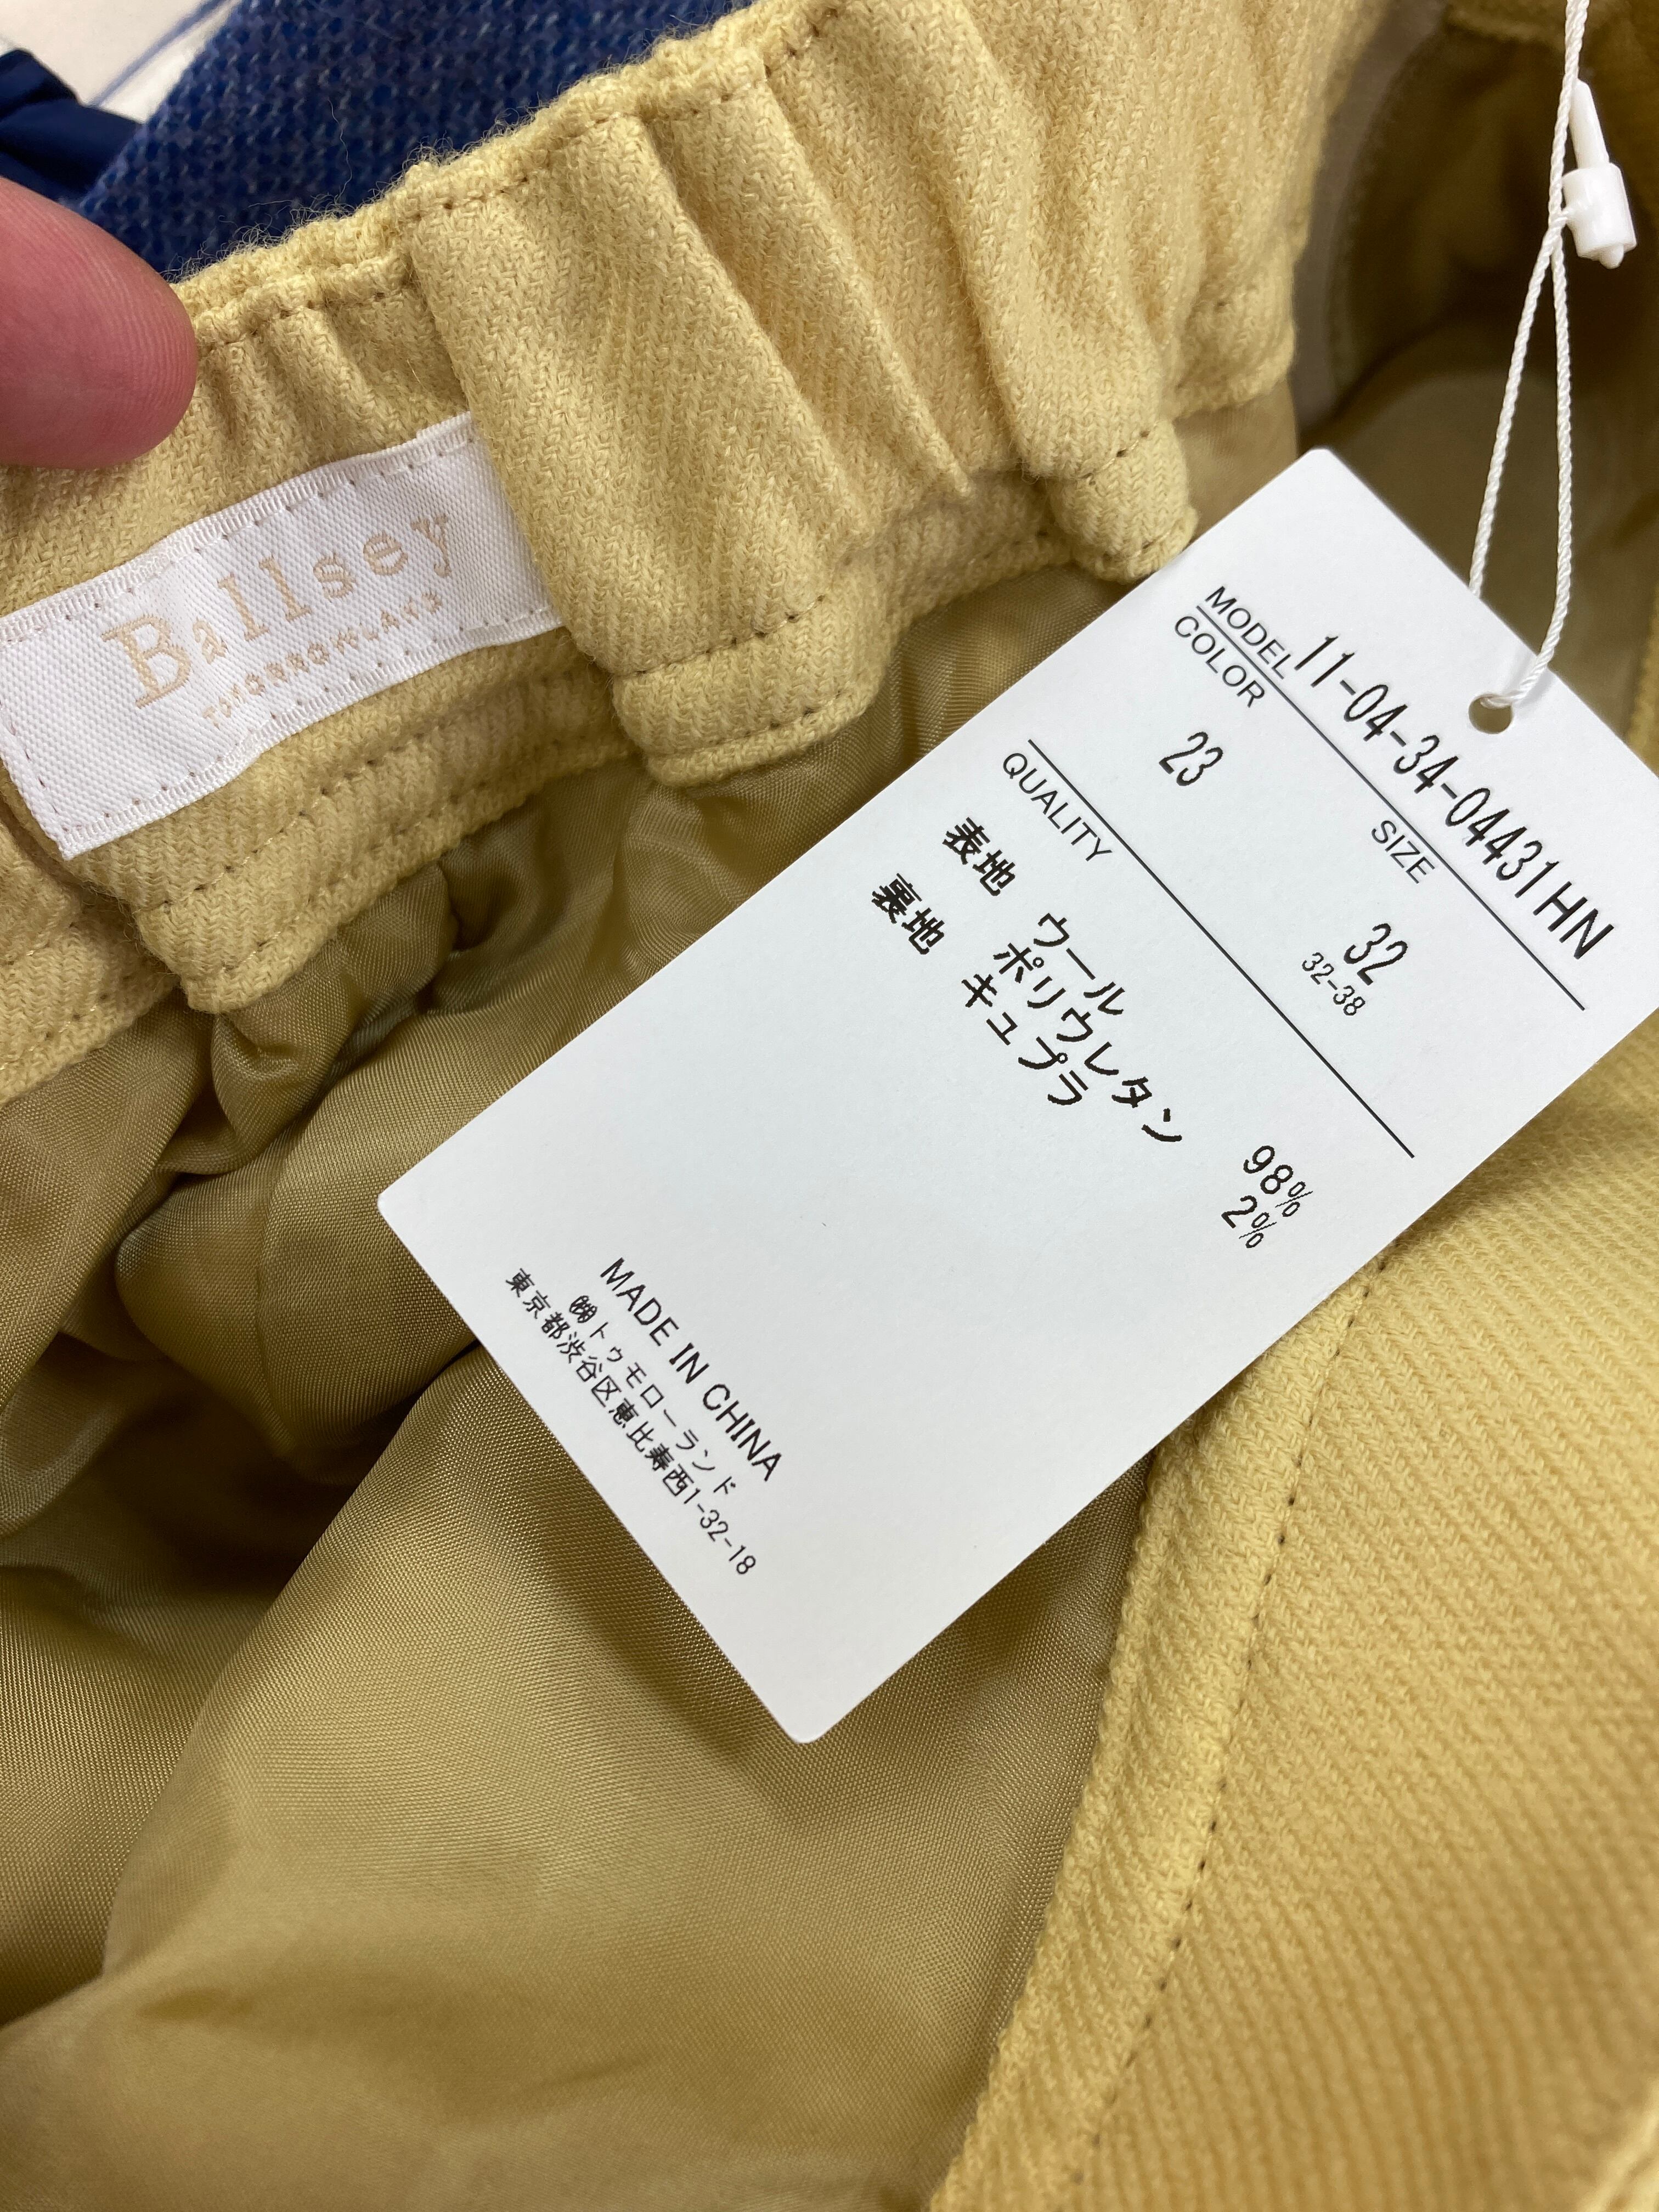 Ballsey
TOMORROWLAND
MODEL 11-04-34-04431HN
COLOR SIZE
23 32
32-38
QUALITY
表地 ウール 98%
ポリウレタン 2%
裏地 キュプラ
MADE IN CHINA
㈱トゥモローランド
東京都渋谷区恵比寿西1-32-18